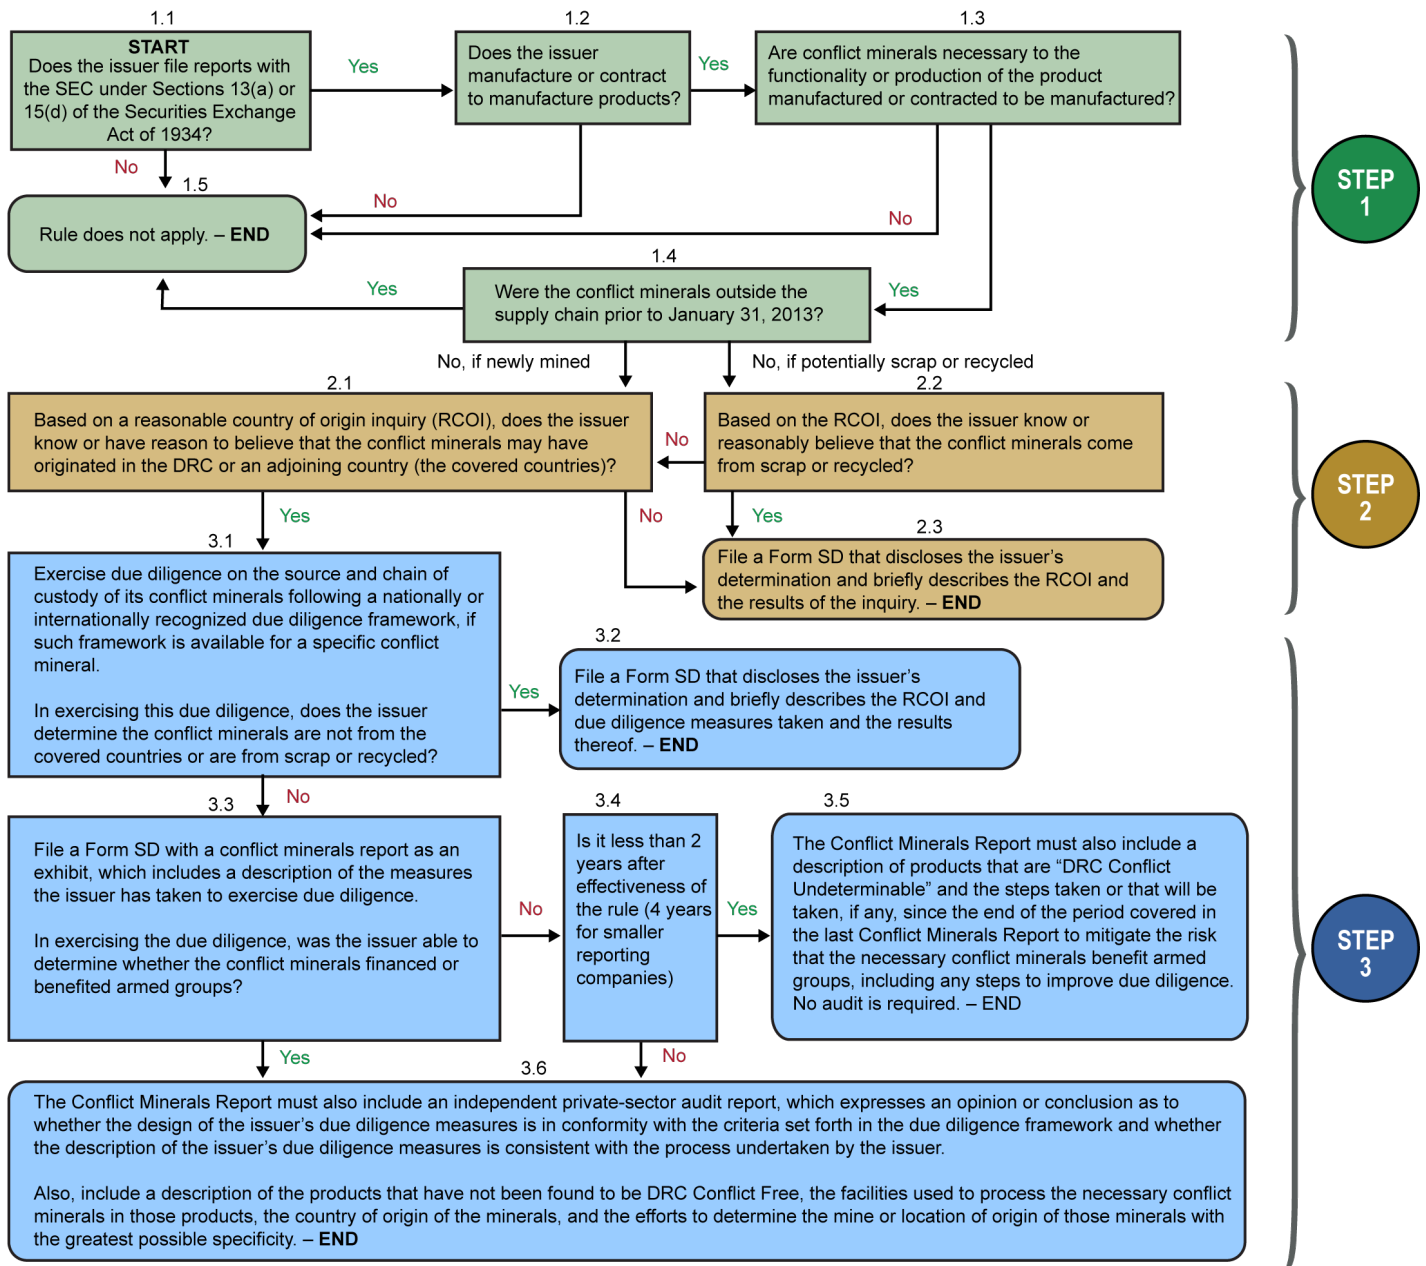 1.1
START
Does the issuer file reports with
the SEC under Sections 13(a) or
15(d) of the Securities Exchange
Act of 1934?
Yes
No
1.2
Does the issuer
manufacture or contract
to manufacture products?
Yes
No
1.3
Are conflict minerals necessary to the
functionality or production of the product
manufactured or contracted to be manufactured?
No
Yes
1.5
Rule does not apply. – END
1.4
Were the conflict minerals outside the
supply chain prior to January 31, 2013?
Yes
No, if newly mined
No, if potentially scrap or recycled
STEP
1
2.1
Based on a reasonable country of origin inquiry (RCOI), does the issuer
know or have reason to believe that the conflict minerals may have
originated in the DRC or an adjoining country (the covered countries)?
No
2.2
Based on the RCOI, does the issuer know or
reasonably believe that the conflict minerals come
from scrap or recycled?
Yes
No
Yes
2.3
File a Form SD that discloses the issuer’s
determination and briefly describes the RCOI and
the results of the inquiry. – END
STEP
2
3.1
Exercise due diligence on the source and chain of
custody of its conflict minerals following a nationally or
internationally recognized due diligence framework, if
such framework is available for a specific conflict
mineral.
In exercising this due diligence, does the issuer
determine the conflict minerals are not from the
covered countries or are from scrap or recycled?
Yes
No
3.2
File a Form SD that discloses the issuer’s
determination and briefly describes the RCOI and
due diligence measures taken and the results
thereof. – END
3.3
File a Form SD with a conflict minerals report as an
exhibit, which includes a description of the measures
the issuer has taken to exercise due diligence.
In exercising the due diligence, was the issuer able to
determine whether the conflict minerals financed or
benefited armed groups?
No
Yes
3.4
Is it less than 2
years after
effectiveness of
the rule (4 years
for smaller
reporting
companies)
Yes
No
3.5
The Conflict Minerals Report must also include a
description of products that are “DRC Conflict
Undeterminable” and the steps taken or that will be
taken, if any, since the end of the period covered in
the last Conflict Minerals Report to mitigate the risk
that the necessary conflict minerals benefit armed
groups, including any steps to improve due diligence.
No audit is required. – END
STEP
3
3.6
The Conflict Minerals Report must also include an independent private-sector audit report, which expresses an opinion or conclusion as to
whether the design of the issuer’s due diligence measures is in conformity with the criteria set forth in the due diligence framework and whether
the description of the issuer’s due diligence measures is consistent with the process undertaken by the issuer.
Also, include a description of the products that have not been found to be DRC Conflict Free, the facilities used to process the necessary conflict
minerals in those products, the country of origin of the minerals, and the efforts to determine the mine or location of origin of those minerals with
the greatest possible specificity. – END